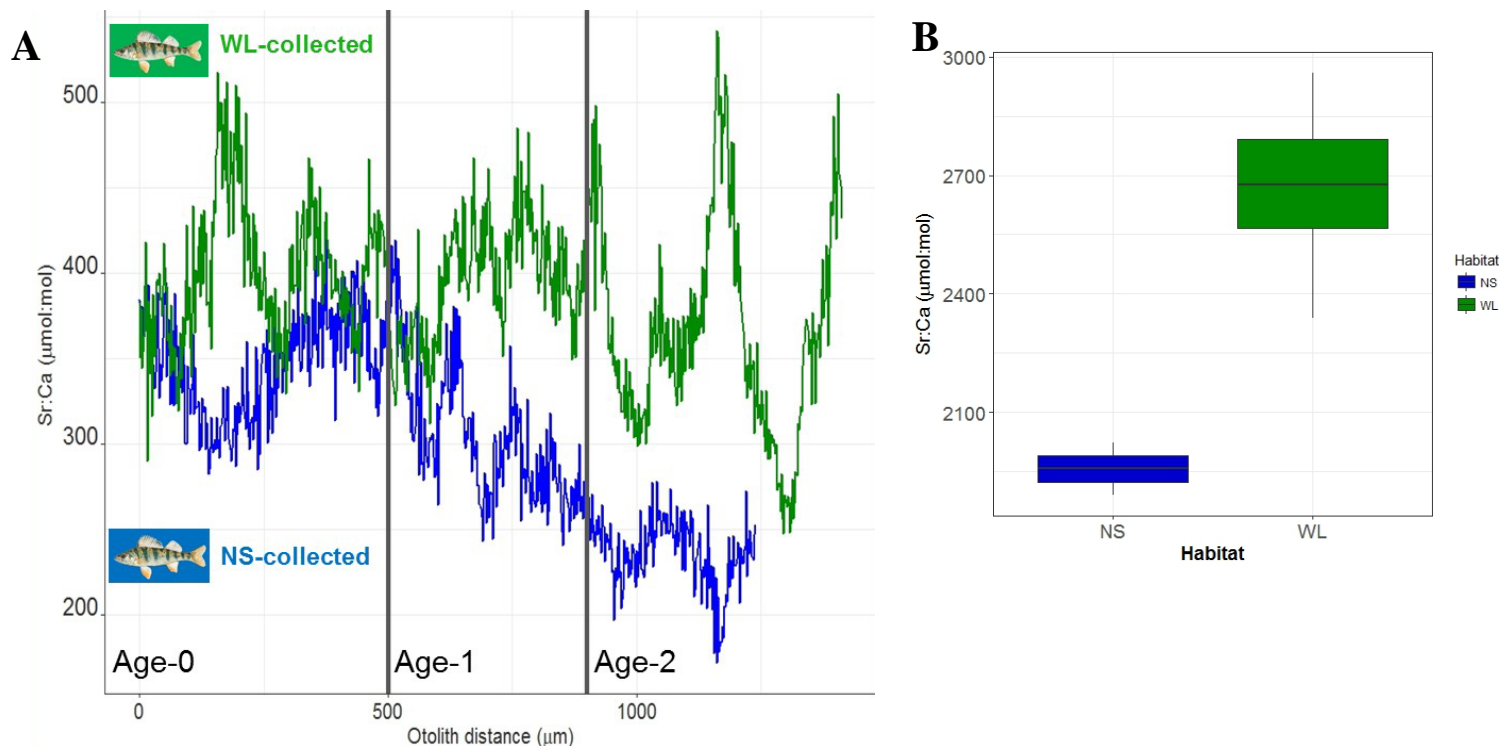 A
WL-collected
500
400
300
200
Sr:Ca (µmol:mol)
NS-collected
Age-0
Age-1
Age-2
0
500
1000
Otolith distance (µm)
B
3000
2700
2400
2100
Sr:Ca (µmol:mol)
NS
WL
Habitat
Habitat
NS
WL